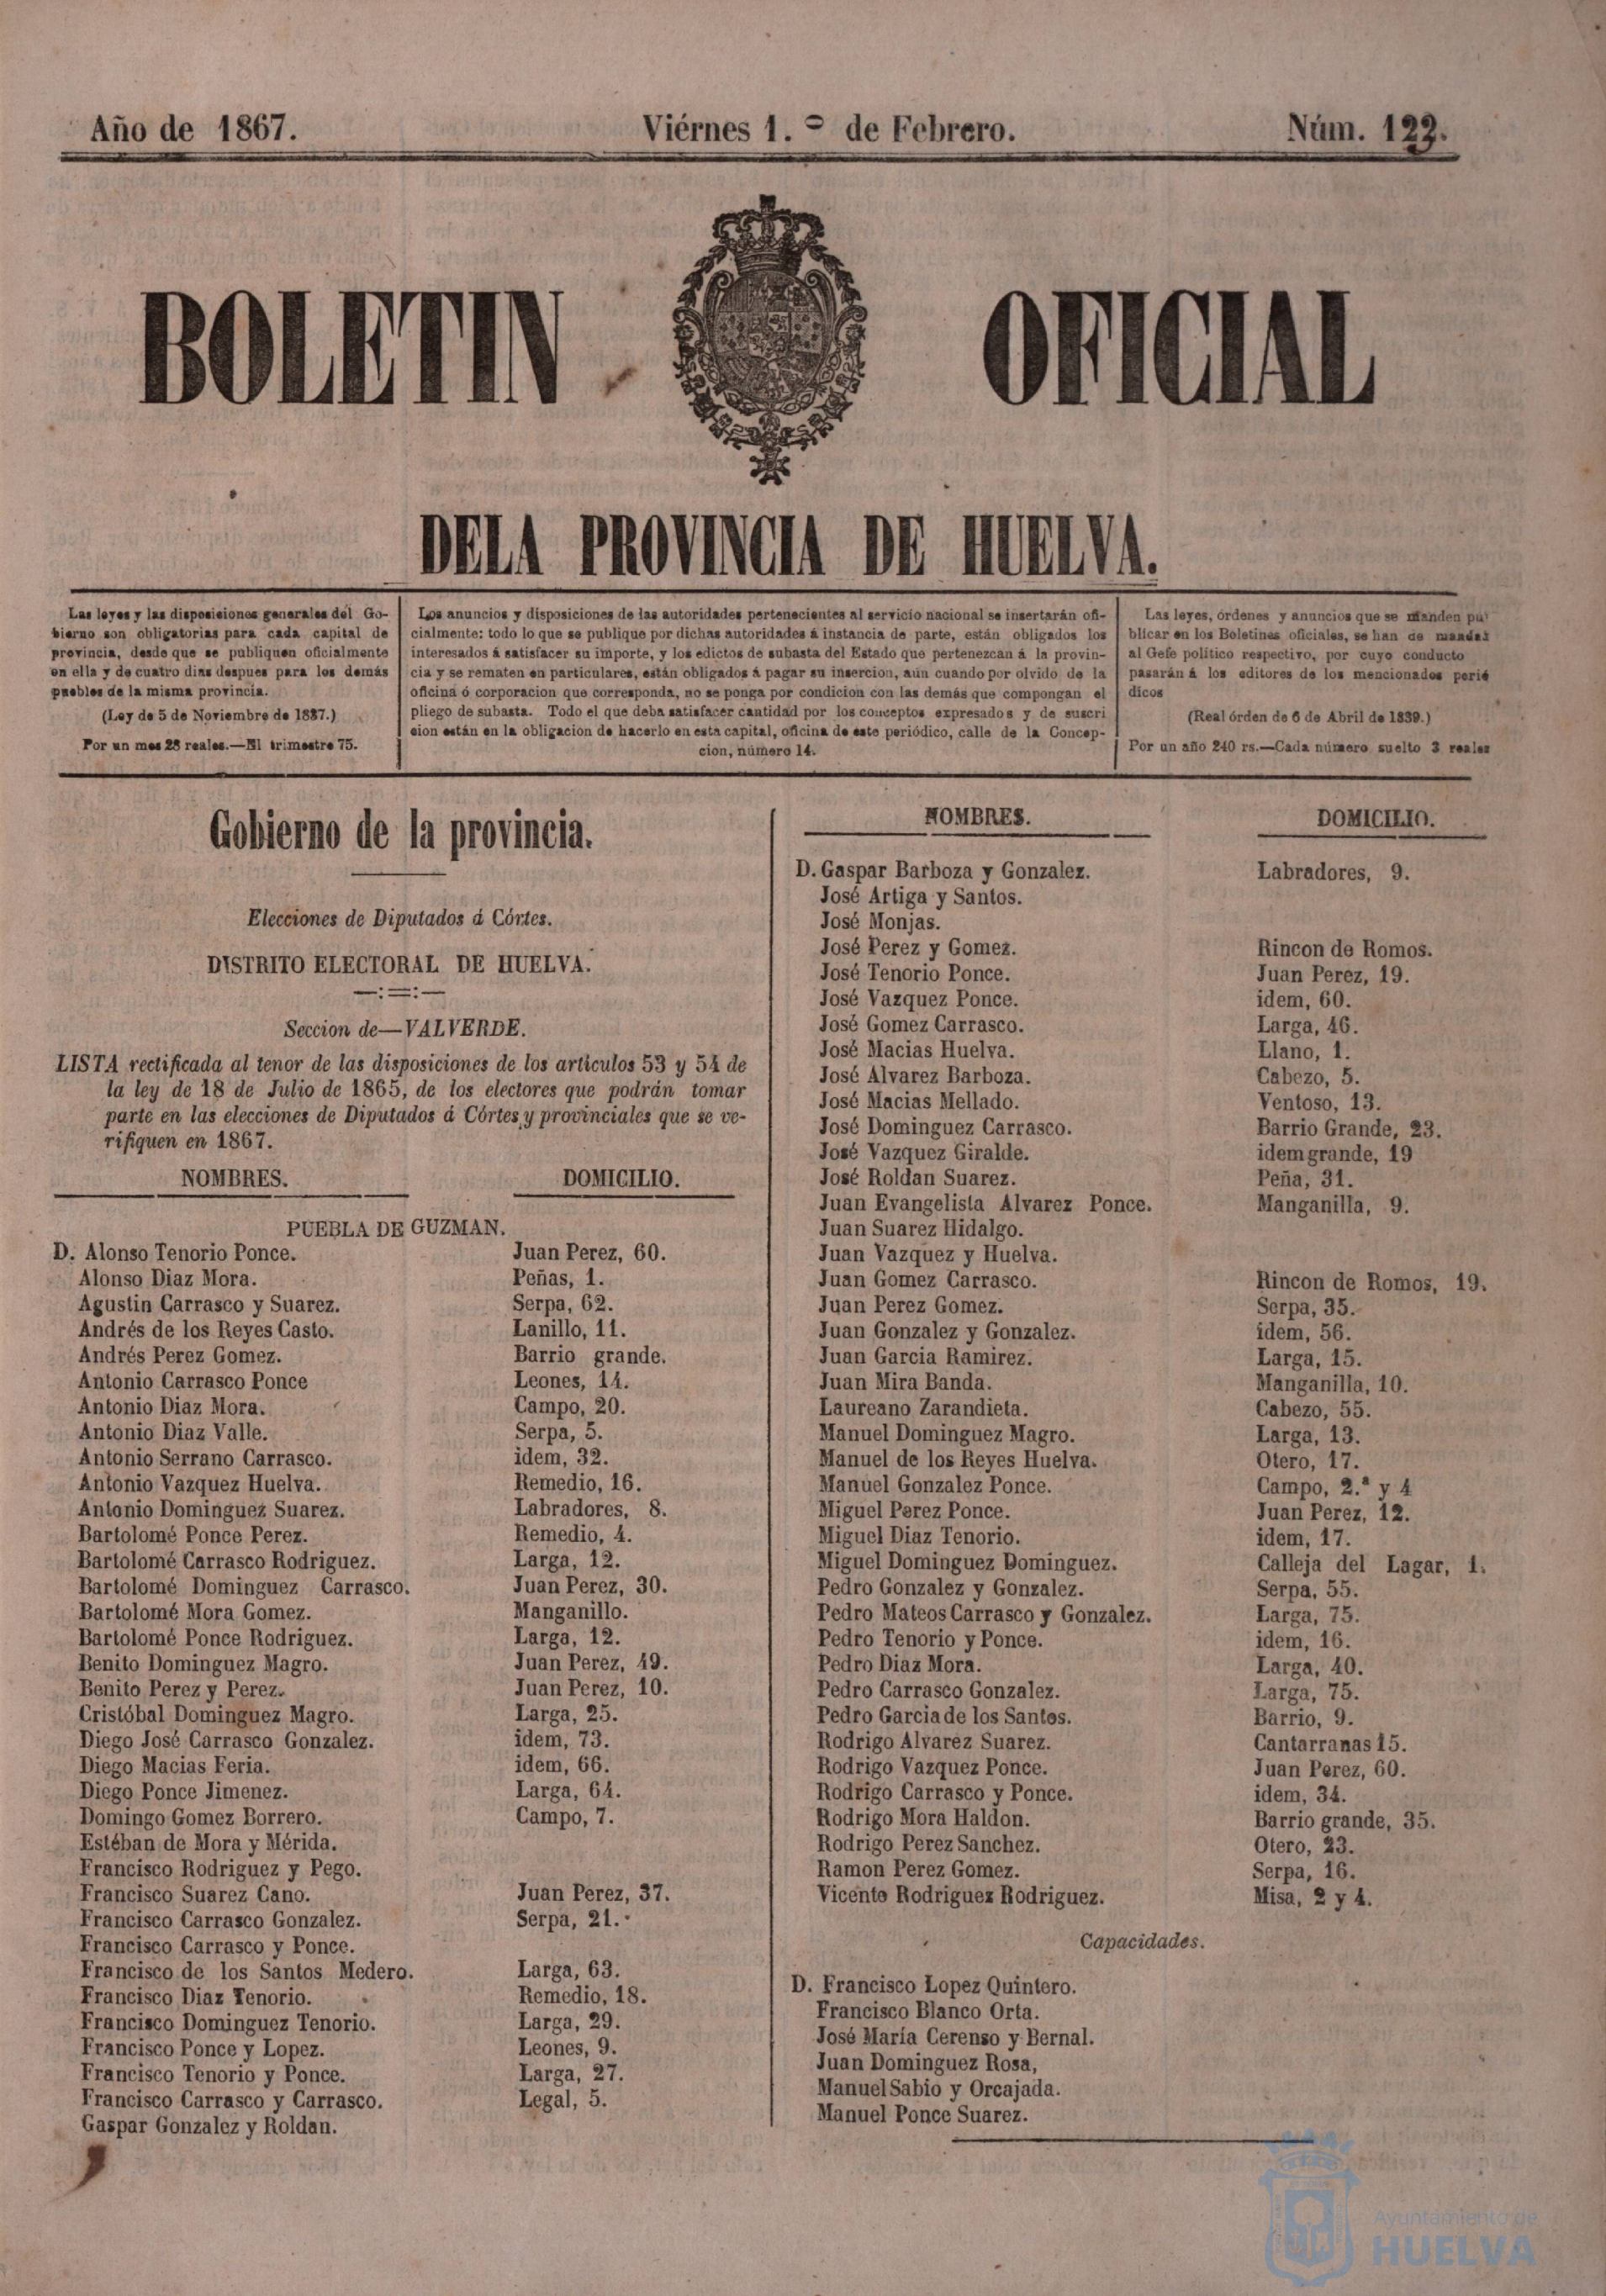 Año de 1867.
Viérnes 1.º de Febrero.
Núm. 122.
BOLETIN OFICIAL
DE LA PROVINCIA DE HUELVA.
Las leyes y las disposiciones generales del Go-
bierno son obligatorias para cada capital de
provincia, desde que se publiquen oficialmente
en ella y de cuatro dias despues para los demás
pueblos de la misma provincia.
(Ley de 5 de Noviembre de 1837.)
Por un mes 28 reales.—El trimestre 75.
Los anuncios y disposiciones de las autoridades pertenecientes al servicio nacional se insertarán ofi-
cialmente: todo lo que se publique por dichas autoridades á instancia de parte, están obligados los
interesados á satisfacer su importe, y los edictos de subasta del Estado que pertenezcan á la provin-
cia y se rematen en particulares, están obligados á pagar su insercion, aun cuando por olvido de la
oficina ó corporacion que corresponda, no se ponga por condicion con las demás que compongan el
pliego de subasta. Todo el que deba satisfacer cantidad por los conceptos expresados y de suscri
cion están en la obligacion de hacerlo en esta capital, oficina de este periódico, calle de la Concep-
cion, número 14.
Las leyes, órdenes y anuncios que se manden pu
blicar en los Boletines oficiales, se han de mandar
al Gefe político respectivo, por cuyo conducto
pasarán á los editores de los mencionados perió
dicos
(Real órden de 6 de Abril de 1839.)
Por un año 240 rs.—Cada número suelto 3 reales
Gobierno de la provincia.
Elecciones de Diputados á Córtes.
DISTRITO ELECTORAL DE HUELVA.
Seccion de—VALVERDE.
LISTA rectificada al tenor de las disposiciones de los artículos 53 y 54 de
la ley de 18 de Julio de 1865, de los electores que podrán tomar
parte en las elecciones de Diputados á Córtes y provinciales que se ve-
rifiquen en 1867.
NOMBRES. DOMICILIO.
PUEBLA DE GUZMAN.
D. Alonso Tenorio Ponce. Juan Perez, 60.
Alonso Diaz Mora. Peñas, 1.
Agustin Carrasco y Suarez. Serpa, 62.
Andrés de los Reyes Casto. Lanillo, 11.
Andrés Perez Gomez. Barrio grande.
Antonio Carrasco Ponce Leones, 14.
Antonio Diaz Mora. Campo, 20.
Antonio Diaz Valle. Serpa, 5.
Antonio Serrano Carrasco. idem, 32.
Antonio Vazquez Huelva. Remedio, 16.
Antonio Dominguez Suarez. Labradores, 8.
Bartolomé Ponce Perez. Remedio, 4.
Bartolomé Carrasco Rodriguez. Larga, 12.
Bartolomé Dominguez Carrasco. Juan Perez, 30.
Bartolomé Mora Gomez. Manganillo.
Bartolomé Ponce Rodriguez. Larga, 12.
Benito Dominguez Magro. Juan Perez, 49.
Benito Perez y Perez. Juan Perez, 10.
Cristóbal Dominguez Magro. Larga, 25.
Diego José Carrasco Gonzalez. idem, 73.
Diego Macias Feria. idem, 66.
Diego Ponce Jimenez. Larga, 64.
Domingo Gomez Borrero. Campo, 7.
Estéban de Mora y Mérida.
Francisco Rodriguez y Pego.
Francisco Suarez Cano. Juan Perez, 37.
Francisco Carrasco Gonzalez. Serpa, 21.
Francisco Carrasco y Ponce.
Francisco de los Santos Medero. Larga, 63.
Francisco Diaz Tenorio. Remedio, 18.
Francisco Dominguez Tenorio. Larga, 29.
Francisco Ponce y Lopez. Leones, 9.
Francisco Tenorio y Ponce. Larga, 27.
Francisco Carrasco y Carrasco. Legal, 5.
Gaspar Gonzalez y Roldan.
NOMBRES. DOMICILIO.
D. Gaspar Barboza y Gonzalez. Labradores, 9.
José Artiga y Santos.
José Monjas.
José Perez y Gomez. Rincon de Romos.
José Tenorio Ponce. Juan Perez, 19.
José Vazquez Ponce. idem, 60.
José Gomez Carrasco. Larga, 46.
José Macias Huelva. Llano, 1.
José Alvarez Barboza. Cabezo, 5.
José Macias Mellado. Ventoso, 13.
José Dominguez Carrasco. Barrio Grande, 23.
José Vazquez Giralde. idem grande, 19
José Roldan Suarez. Peña, 31.
Juan Evangelista Alvarez Ponce. Manganilla, 9.
Juan Suarez Hidalgo.
Juan Vazquez y Huelva.
Juan Gomez Carrasco. Rincon de Romos, 19.
Juan Perez Gomez. Serpa, 35.
Juan Gonzalez y Gonzalez. idem, 56.
Juan Garcia Ramirez. Larga, 15.
Juan Mira Banda. Manganilla, 10.
Laureano Zarandieta. Cabezo, 55.
Manuel Dominguez Magro. Larga, 13.
Manuel de los Reyes Huelva. Otero, 17.
Manuel Gonzalez Ponce. Campo, 2.ª y 4
Miguel Perez Ponce. Juan Perez, 12.
Miguel Diaz Tenorio. idem, 17.
Miguel Dominguez Dominguez. Calleja del Lagar, 1.
Pedro Gonzalez y Gonzalez. Serpa, 55.
Pedro Mateos Carrasco y Gonzalez. Larga, 75.
Pedro Tenorio y Ponce. idem, 16.
Pedro Diaz Mora. Larga, 40.
Pedro Carrasco Gonzalez. Larga, 75.
Pedro Garcia de los Santos. Barrio, 9.
Rodrigo Alvarez Suarez. Cantarranas 15.
Rodrigo Vazquez Ponce. Juan Perez, 60.
Rodrigo Carrasco y Ponce. idem, 34.
Rodrigo Mora Haldon. Barrio grande, 35.
Rodrigo Perez Sanchez. Otero, 23.
Ramon Perez Gomez. Serpa, 16.
Vicente Rodriguez Rodriguez. Misa, 2 y 4.
Capacidades.
D. Francisco Lopez Quintero.
Francisco Blanco Orta.
José María Cerenso y Bernal.
Juan Dominguez Rosa,
Manuel Sabio y Orcajada.
Manuel Ponce Suarez.
Ayuntamiento de
HUELVA